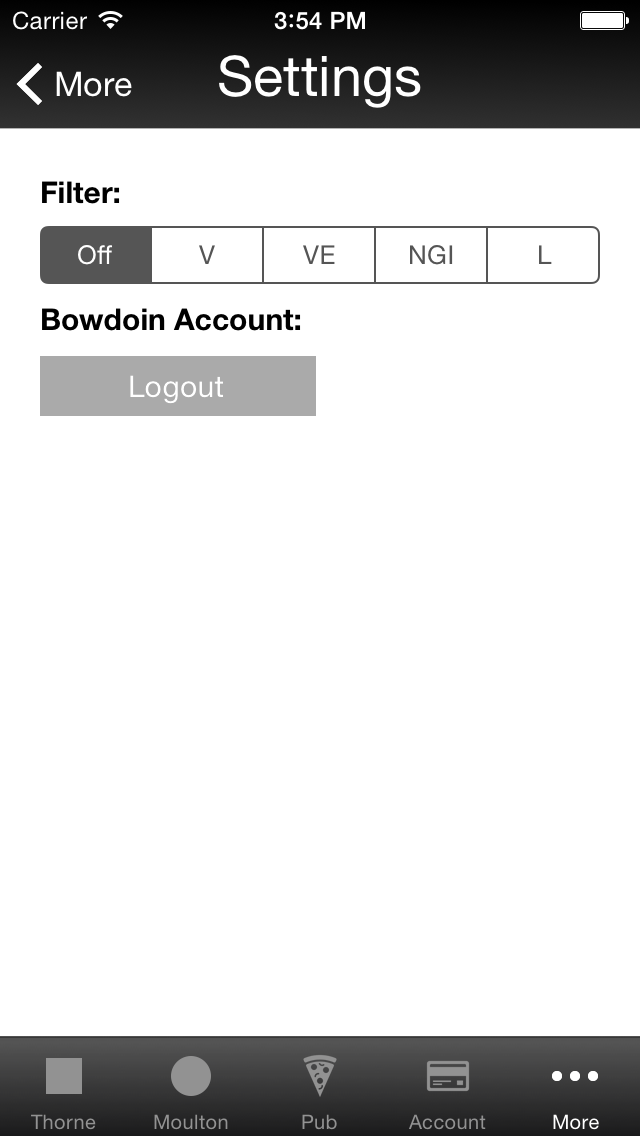 Carrier 3:54 PM
More Settings
Filter:
Off V VE NGI L
Bowdoin Account:
Logout
Thorne Moulton Pub Account More